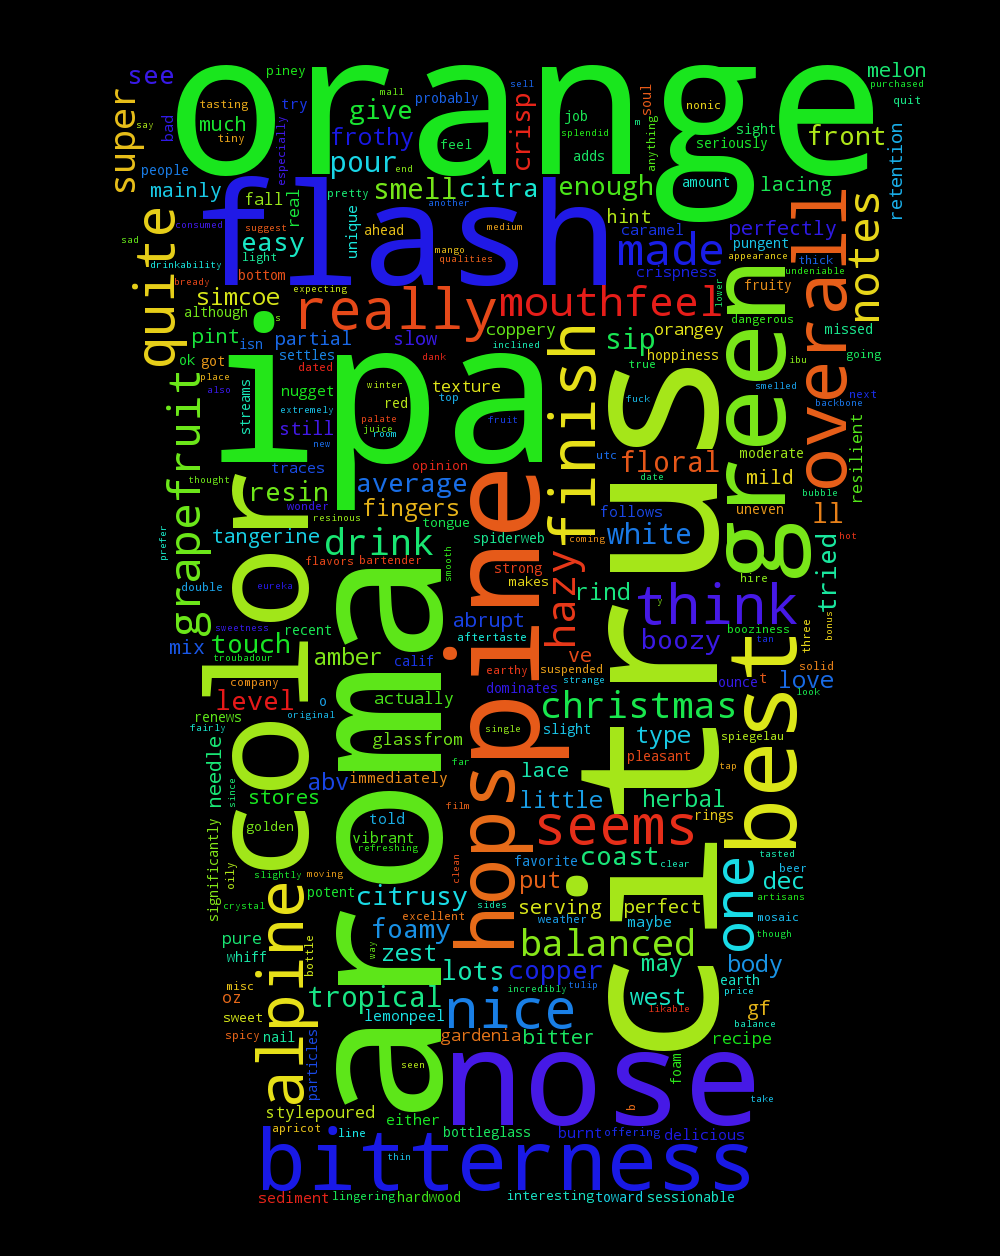 orange
see
piney
mall
probably
sell
melon
purchased
quit
super
say
bad
tasting
tiny
much
especially
try
give
frothy
feel
crisp
job
splendid
adds
m
soul
anything
nonic
sight
seriously
front
retention
people
mainly
pour
end
pretty
smell
citra
enough
amount
lacing
flash
fall
real
another
medium
hint
caramel
made
crispness
perfectly
pungent
appearance
overall
notes
sad
quite
consumed
suggest
easy
light
unique
ahead
mango
qualities
drinkability
bready
bottom
expecting
thick
undeniable
fruity
simcoe
although
s
really
mouthfeel
lower
green
dangerous
missed
pint
isn
partial
slow
coppery
inclined
finish
sip
orangey
hoppiness
true
ibu
going
ok
got
settles
dated
dank
ipa
place
also
nugget
winter
red
texture
top
smelled
backbone
next
grapefruit
streams
extremely
still
new
palate
juice
room
fruit
fuck
citrus
traces
opinion
utc
floral
date
moderate
mild
bubble
resilient
thought
wonder
resin
resinous
average
fingers
tongue
hopspine
follows
uneven
ll
hot
prefer
tangerine
color
drink
spiderweb
coming
white
tried
flavors
bartender
smooth
strong
makes
hazy
hire
double
eureka
rind
y
think
bonus
sweetness
recent
aroma
abrupt
aftertaste
boozy
booziness
tan
three
mix
touch
troubadour
amber
calif
earthy
ve
suspended
strange
best
solid
company
level
actually
dominates
ounce
t
love
look
renews
O
original
christmas
fairly
needle
glassfrom
single
slight
type
spiegelau
pleasant
far
since
stores
abv
immediately
lace
tap
golden
film
little
herbal
rings
told
vibrant
refreshing
seems
significantly
oily
slightly
moving
clean
favorite
coast
clear
one
tasted
beer
dec
artisans
crystal
alpine
potent
citrusy
put
sides
serving
perfect
excellent
weather
maybe
mosaic
though
pure
whiff
bottle
foamy
way
zest
balanced
misc
lots
copper
may
body
oz
tropical
incredibly
tulip
west
likable
earth
price
gf
sweet
lemonpeel
nice
balance
spicy
nail
particles
gardenia
bitter
recipe
seen
nose
foam
take
stylepoured
either
b
apricot
line
bottleglass
burnt
offering
delicious
bitterness
thin
sediment
lingering
hardwood
interesting
toward
sessionable